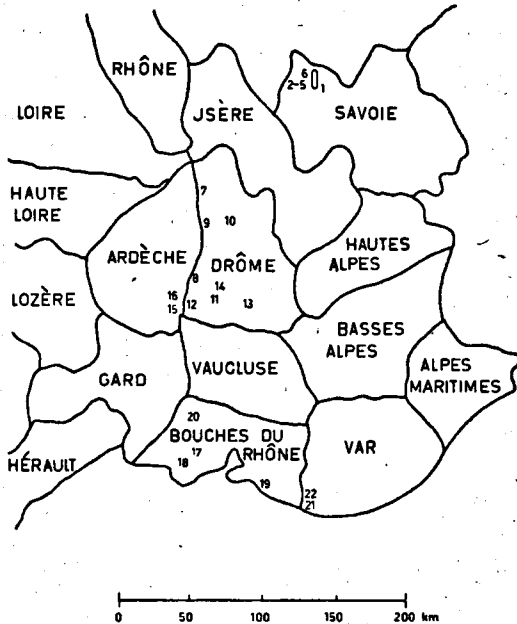 RHÔNE
LOIRE
JSÈRE
6
2-5 1
SAVOIE
HAUTE
LOIRE
7
9 10
ARDÈCHE
DRÔME
HAUTES
ALPES
8
14
16 11
15 12 13
LOZÈRE
BASSES
ALPES
VAUCLUSE
GARD
ALPES
MARITIMES
20
BOUCHES DU
RHÔNE
17
18
VAR
HÉRAULT
19
22
21
0 50 100 200 km